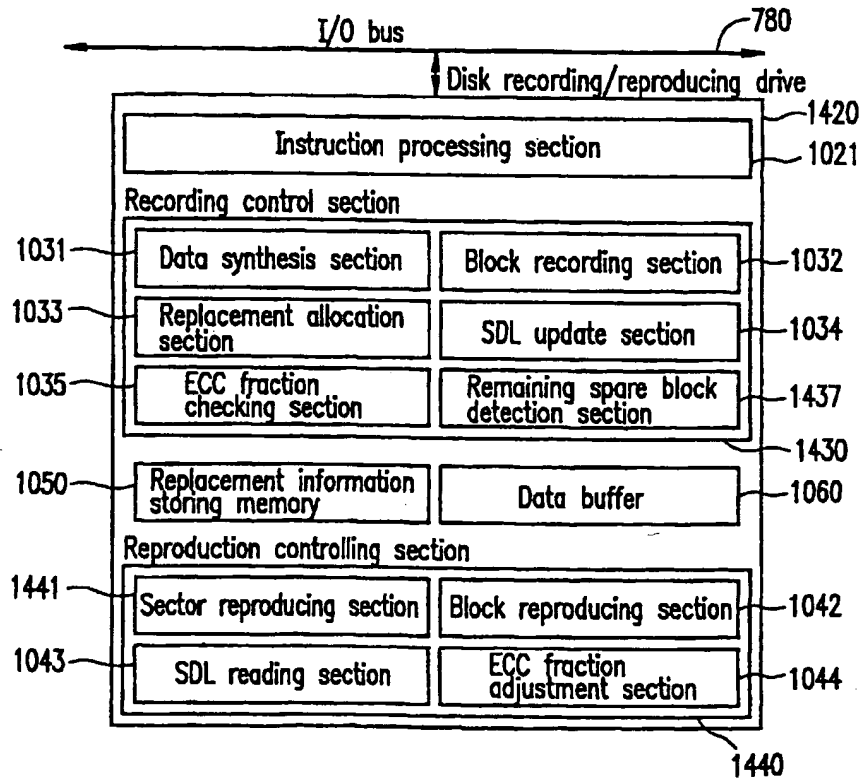 I/O bus
780
Disk recording/reproducing drive
1420
Instruction processing section
1021
Recording control section
1031
Data synthesis section
Block recording section
1032
1033
Replacement allocation
section
SDL update section
1034
1035
ECC fraction
checking section
Remaining spare block
detection section
1437
1430
1050
Replacement information
storing memory
Data buffer
1060
Reproduction controlling section
1441
Sector reproducing section
Block reproducing section
1042
1043
SDL reading section
ECC fraction
adjustment section
1044
1440